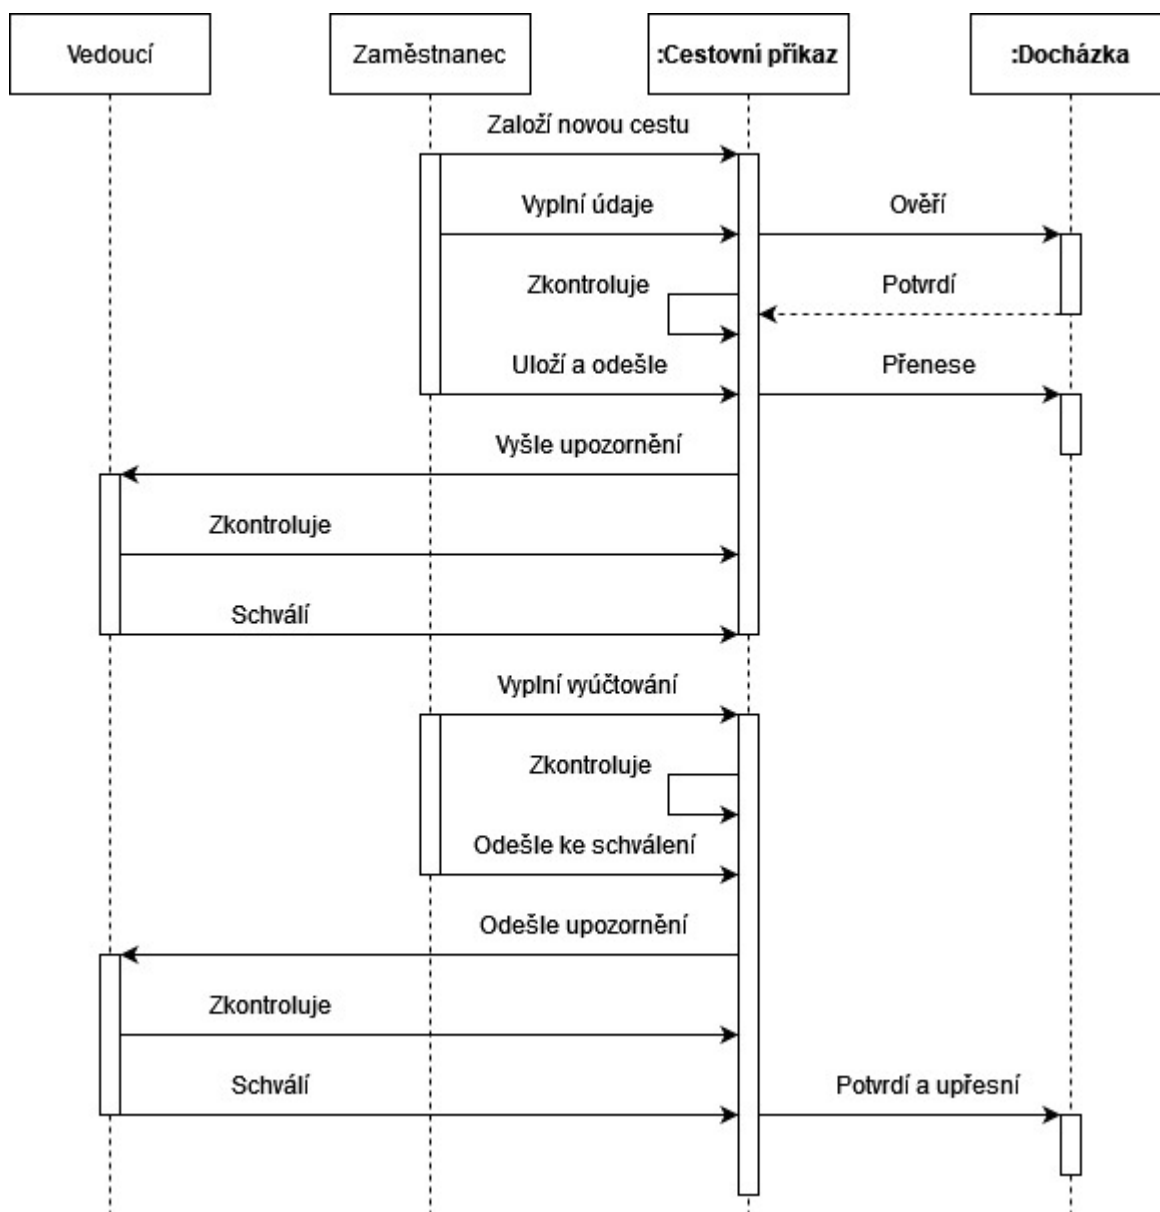 Vedoucí
Zaměstnanec
:Cestovní příkaz
:Docházka
Založí novou cestu
Vyplní údaje
Ověří
Zkontroluje
Potvrdí
Uloží a odešle
Přenese
Vyšle upozornění
Zkontroluje
Schválí
Vyplní vyúčtování
Zkontroluje
Odešle ke schválení
Odešle upozornění
Zkontroluje
Schválí
Potvrdí a upřesní